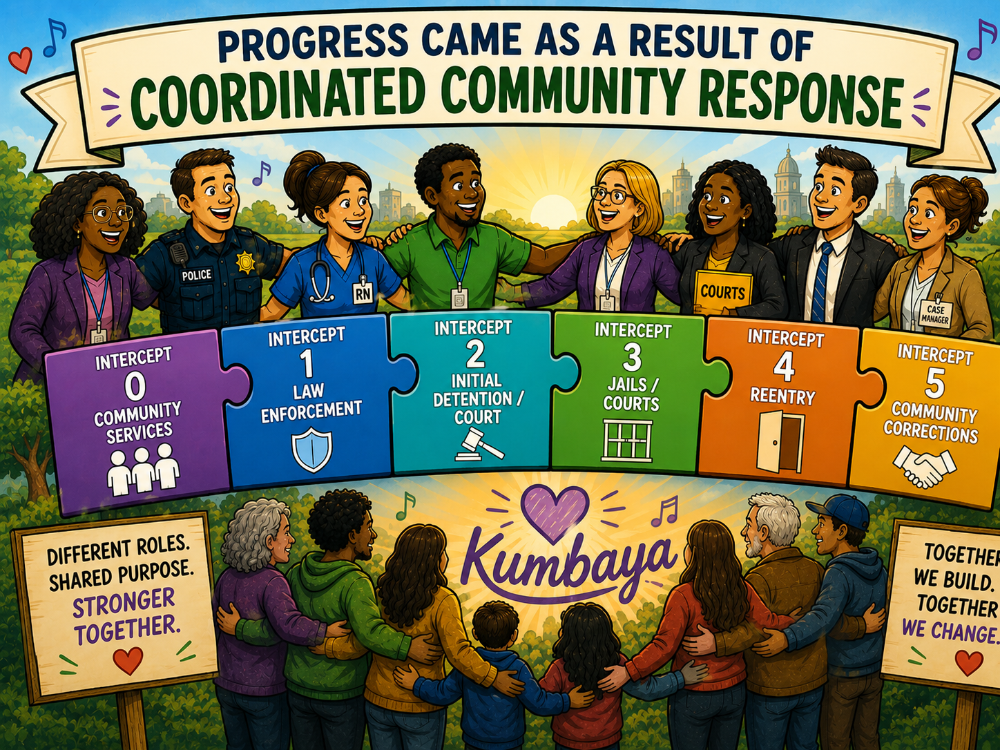 PROGRESS CAME AS A RESULT OF
COORDINATED COMMUNITY RESPONSE
POLICE
RN
COURTS
CASE
MANAGER
INTERCEPT
0
COMMUNITY
SERVICES
INTERCEPT
1
LAW
ENFORCEMENT
INTERCEPT
2
INITIAL
DETENTION /
COURT
INTERCEPT
3
JAILS /
COURTS
INTERCEPT
4
REENTRY
INTERCEPT
5
COMMUNITY
CORRECTIONS
Kumbaya
DIFFERENT ROLES.
SHARED PURPOSE.
STRONGER
TOGETHER.
TOGETHER
WE BUILD.
TOGETHER
WE CHANGE.